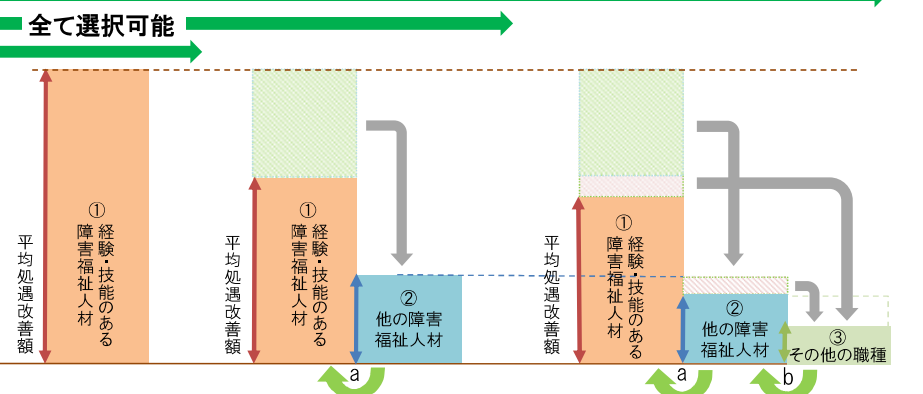 全て選択可能
平均処遇改善額
①
経験・技能のある
障害福祉人材
平均処遇改善額
①
経験・技能のある
障害福祉人材
②
他の障害
福祉人材
a
平均処遇改善額
①
経験・技能のある
障害福祉人材
②
他の障害
福祉人材
③
その他の職種
a
b